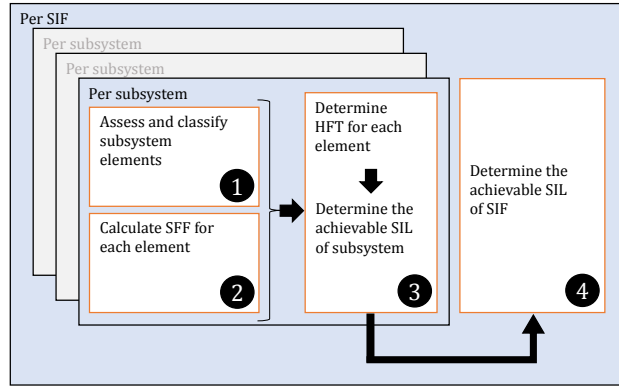 Per SIF
Per subsystem
Per subsystem
Per subsystem
Assess and classify
subsystem
elements
1
Calculate SFF for
each element
2
Determine
HFT for each
element
Determine the
achievable SIL
of subsystem
3
Determine the
achievable SIL
of SIF
4